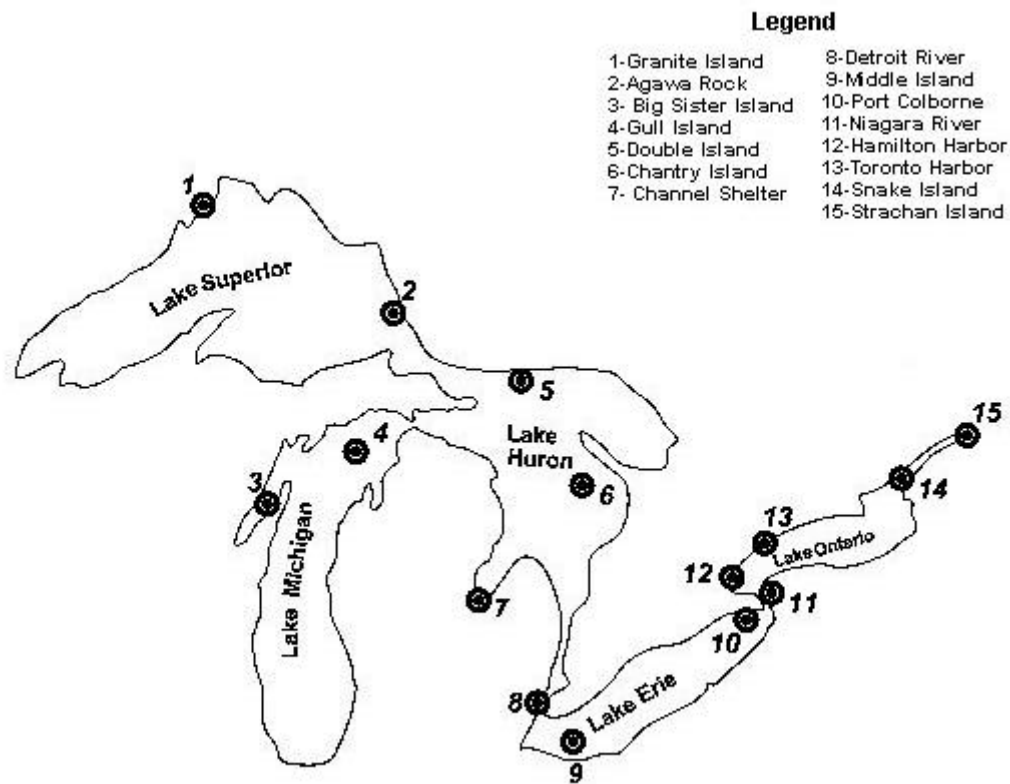 Legend
1-Granite Island
2-Agawa Rock
3- Big Sister Island
4-Gull Island
5-Double Island
6-Chantry Island
7- Channel Shelter
8-Detroit River
9-Middle Island
10-Port Colborne
11-Niagara River
12-Hamilton Harbor
13-Toronto Harbor
14-Snake Island
15-Strachan Island
1
Lake Superior
2
5
4
Lake
Huron
15
3
6
14
13
Lake Ontario
Lake Michigan
12
7
11
10
8
Lake Erie
9